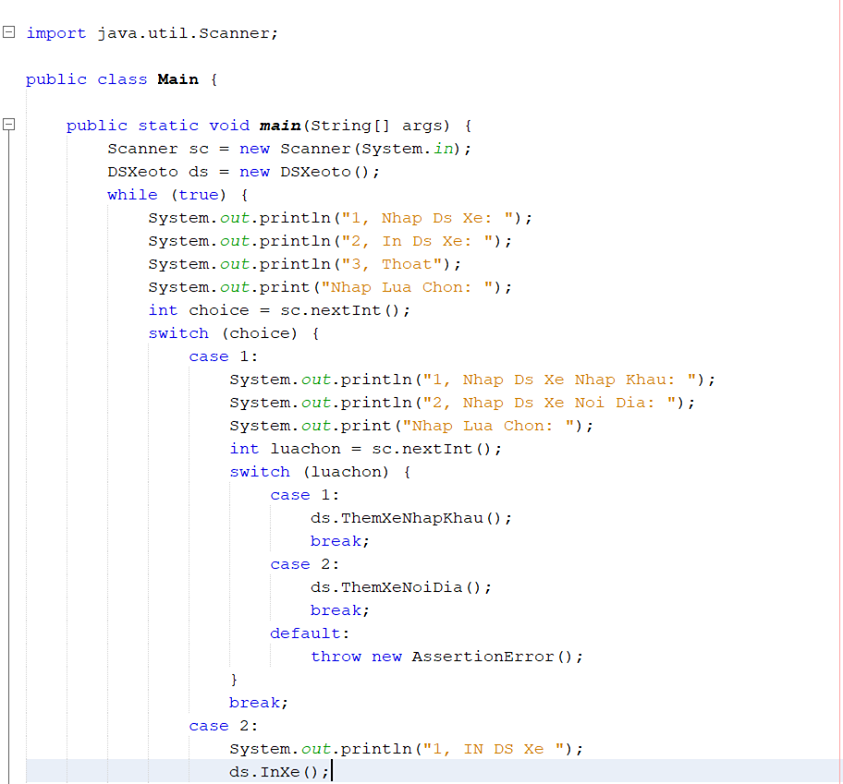 import java.util.Scanner;
public class Main {
public static void main(String[] args) {
Scanner sc = new Scanner(System.in);
DSXeoto ds = new DSXeoto();
while (true) {
System.out.println("1, Nhap Ds Xe: ");
System.out.println("2, In Ds Xe: ");
System.out.println("3, Thoat");
System.out.print("Nhap Lua Chon: ");
int choice = sc.nextInt();
switch (choice) {
case 1:
System.out.println("1, Nhap Ds Xe Nhap Khau: ");
System.out.println("2, Nhap Ds Xe Noi Dia: ");
System.out.print("Nhap Lua Chon: ");
int luachon = sc.nextInt();
switch (luachon) {
case 1:
ds.ThemXeNhapKhau();
break;
case 2:
ds.ThemXeNoiDia();
break;
default:
throw new AssertionError();
}
break;
case 2:
System.out.println("1, IN DS Xe ");
ds.InXe();